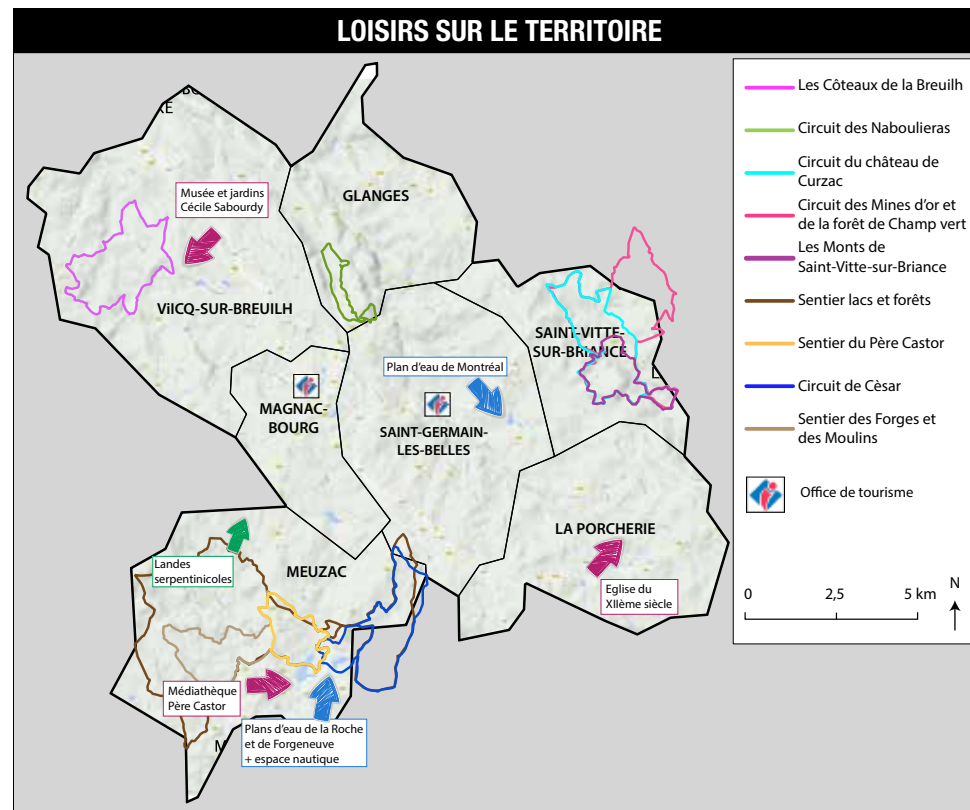 LOISIRS SUR LE TERRITOIRE
Musée et jardins
Cécile Sabourdy
GLANGES
VilCQ-SUR-BREUILH
SAINT-VITTE-
SUR-BRIANCE
Plan d'eau de Montréal
MAGNAC-
BOURG
SAINT-GERMAIN-
LES-BELLES
LA PORCHERIE
Landes
serpentinicoles
MEUZAC
Eglise du
XIIème siècle
Médiathèque
Père Castor
Plans d'eau de la Roche
et de Forgeneuve
+ espace nautique
Les Côteaux de la Breuilh
Circuit des Naboulieras
Circuit du château de
Curzac
Circuit des Mines d'or et
de la forêt de Champ vert
Les Monts de
Saint-Vitte-sur-Briance
Sentier lacs et forêts
Sentier du Père Castor
Circuit de Cèsar
Sentier des Forges et
des Moulins
Office de tourisme
0 2,5 5 km
N